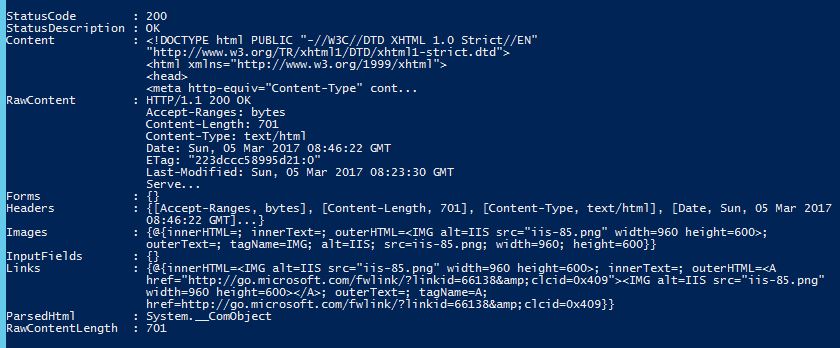 StatusCode        : 200
StatusDescription : OK
Content           : <!DOCTYPE html PUBLIC "-//W3C//DTD XHTML 1.0 Strict//EN"
                    "http://www.w3.org/TR/xhtml1/DTD/xhtml1-strict.dtd">
                    <html xmlns="http://www.w3.org/1999/xhtml">
                    <head>
                    <meta http-equiv="Content-Type" cont...
RawContent        : HTTP/1.1 200 OK
                    Accept-Ranges: bytes
                    Content-Length: 701
                    Content-Type: text/html
                    Date: Sun, 05 Mar 2017 08:46:22 GMT
                    ETag: "223dccc58995d21:0"
                    Last-Modified: Sun, 05 Mar 2017 08:23:30 GMT
                    Serve...
Forms             : {}
Headers           : {[Accept-Ranges, bytes], [Content-Length, 701], [Content-Type, text/html], [Date, Sun, 05 Mar 2017
                    08:46:22 GMT]...}
Images            : {@{innerHTML=; innerText=; outerHTML=<IMG alt=IIS src="iis-85.png" width=960 height=600>;
                    outerText=; tagName=IMG; alt=IIS; src=iis-85.png; width=960; height=600}}
InputFields       : {}
Links             : {@{innerHTML=<IMG alt=IIS src="iis-85.png" width=960 height=600>; innerText=; outerHTML=<A
                    href="http://go.microsoft.com/fwlink/?linkid=66138&amp;clcid=0x409"><IMG alt=IIS src="iis-85.png"
                    width=960 height=600></A>; outerText=; tagName=A;
                    href=http://go.microsoft.com/fwlink/?linkid=66138&amp;clcid=0x409}}
ParsedHtml        : System.__ComObject
RawContentLength  : 701